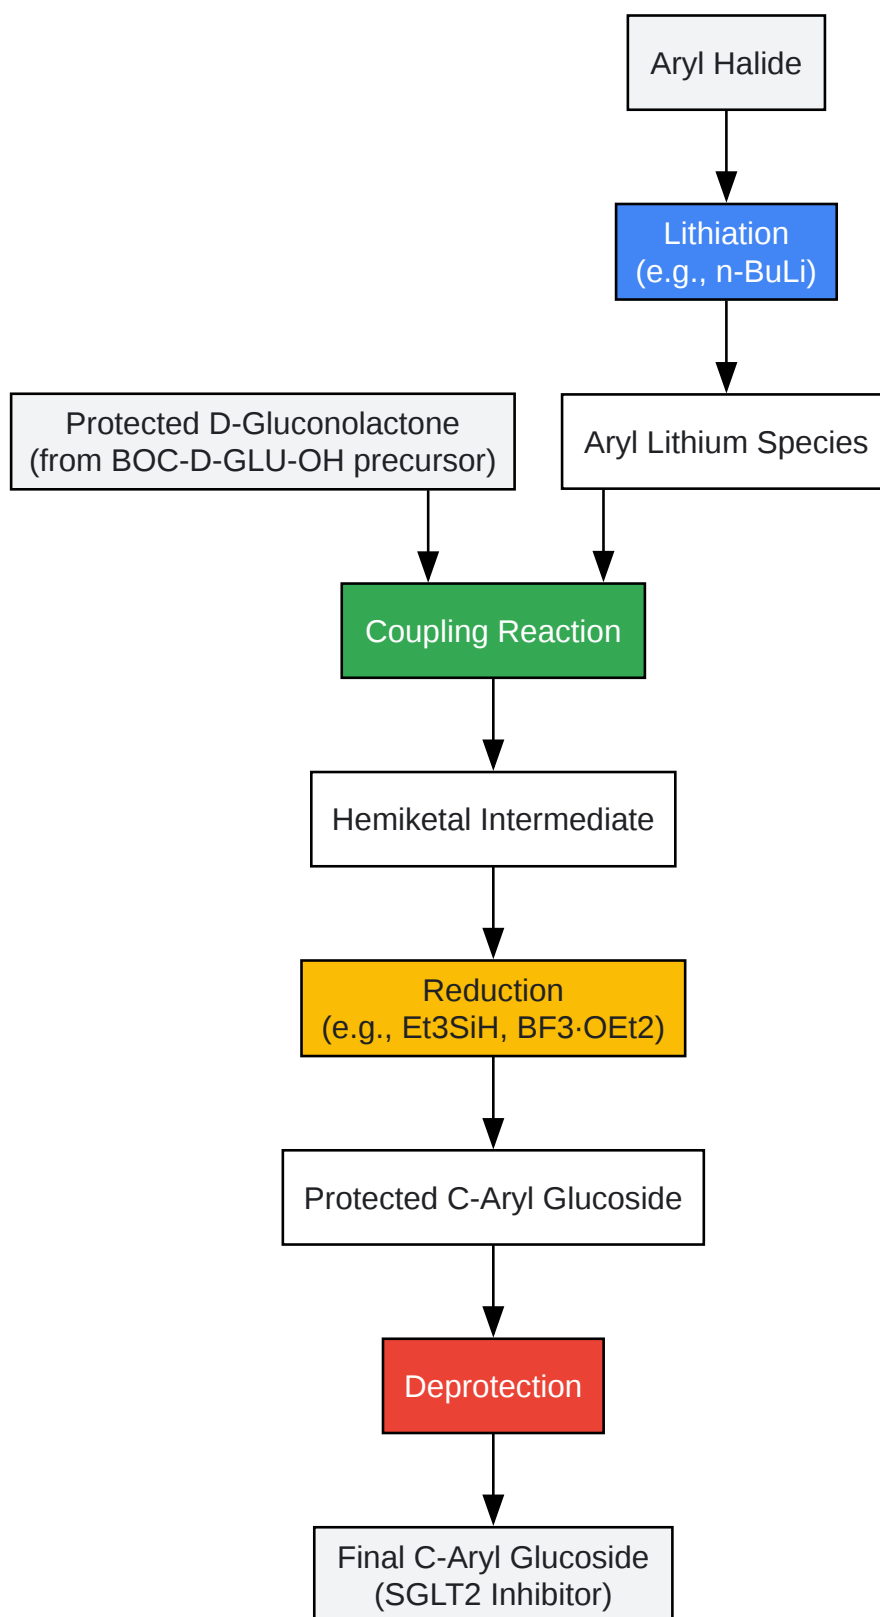 Aryl Halide
Lithiation
(e.g., n-BuLi)
Protected D-Gluconolactone
(from BOC-D-GLU-OH precursor)
Aryl Lithium Species
Coupling Reaction
Hemiketal Intermediate
Reduction
(e.g., Et3SiH, BF3·OEt2)
Protected C-Aryl Glucoside
Deprotection
Final C-Aryl Glucoside
(SGLT2 Inhibitor)